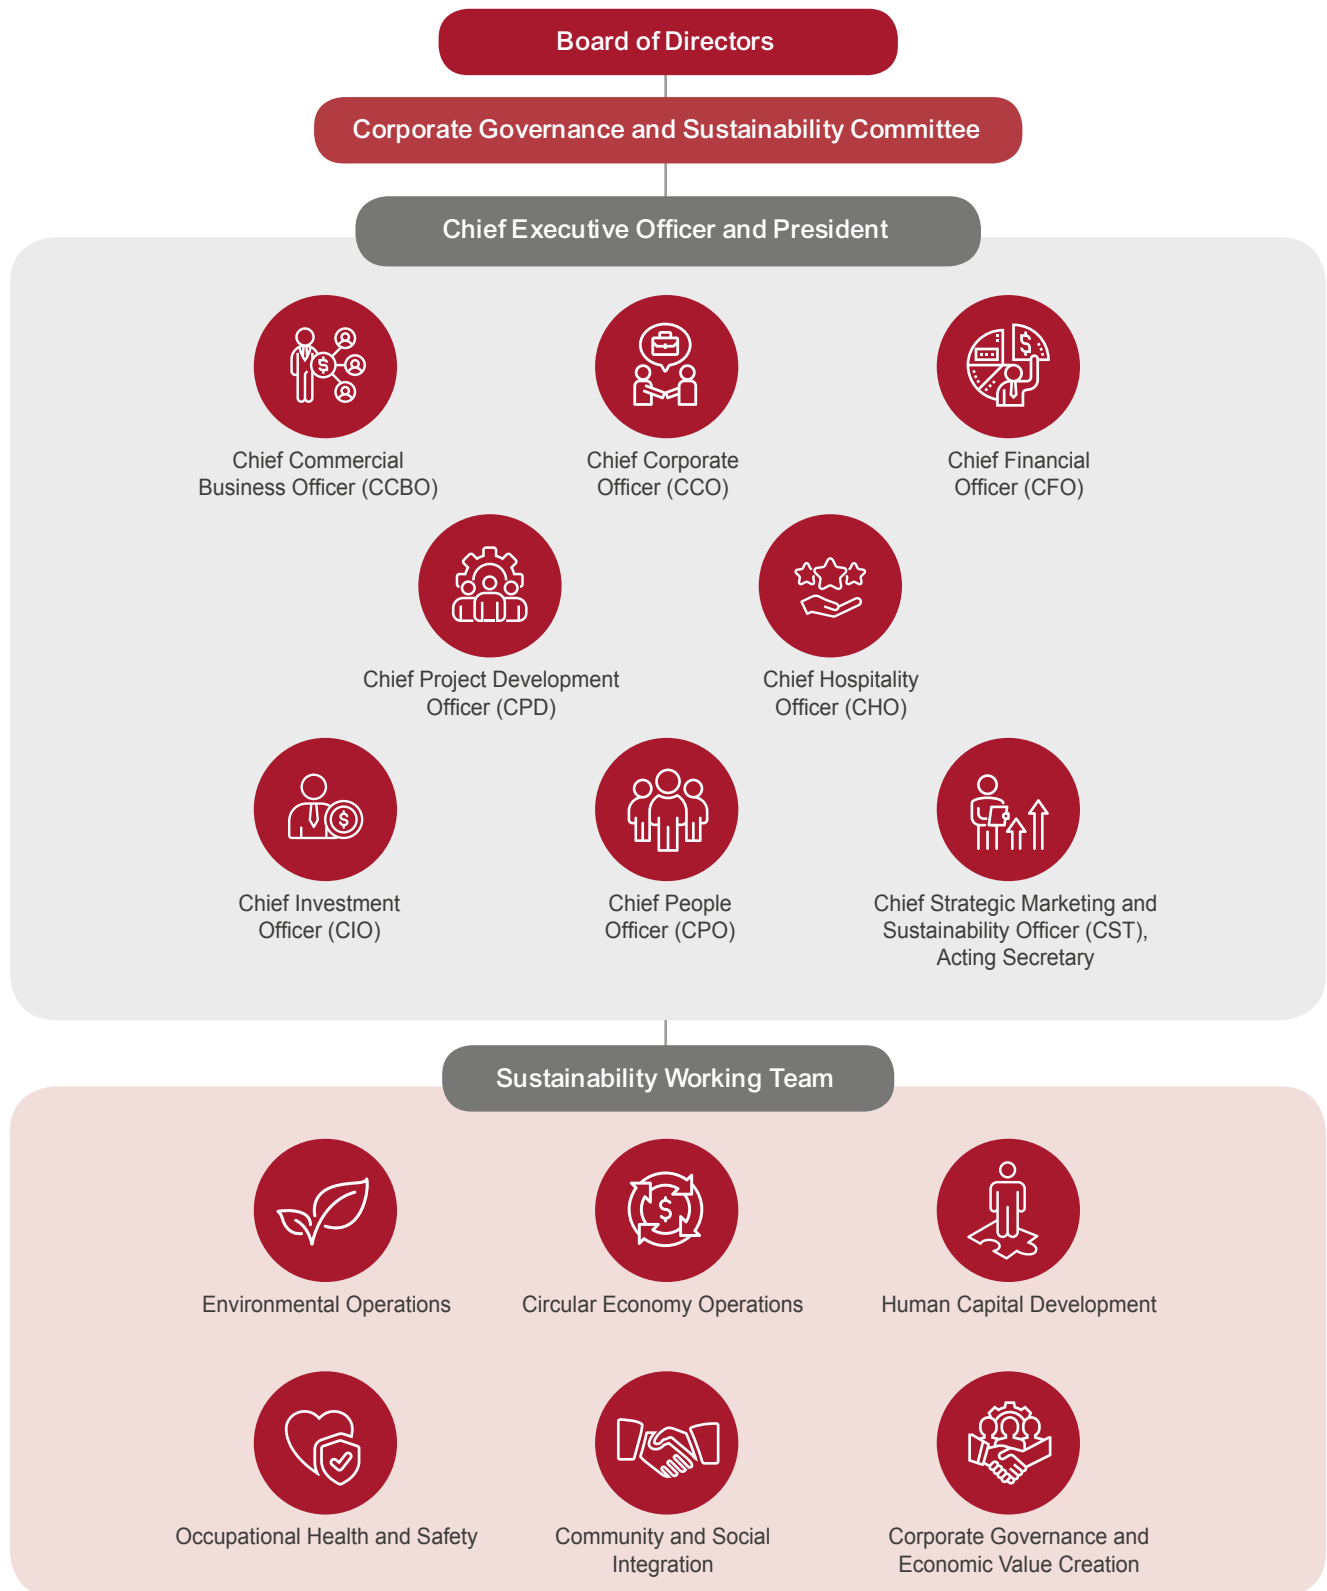 Board of Directors
Corporate Governance and Sustainability Committee
Chief Executive Officer and President
Chief Commercial
Business Officer (CCBO)
Chief Corporate
Officer (CCO)
Chief Financial
Officer (CFO)
Chief Project Development
Officer (CPD)
Chief Hospitality
Officer (CHO)
Chief Investment
Officer (CIO)
Chief People
Officer (CPO)
Chief Strategic Marketing and
Sustainability Officer (CST),
Acting Secretary
Sustainability Working Team
Environmental Operations
Circular Economy Operations
Human Capital Development
Occupational Health and Safety
Community and Social
Integration
Corporate Governance and
Economic Value Creation